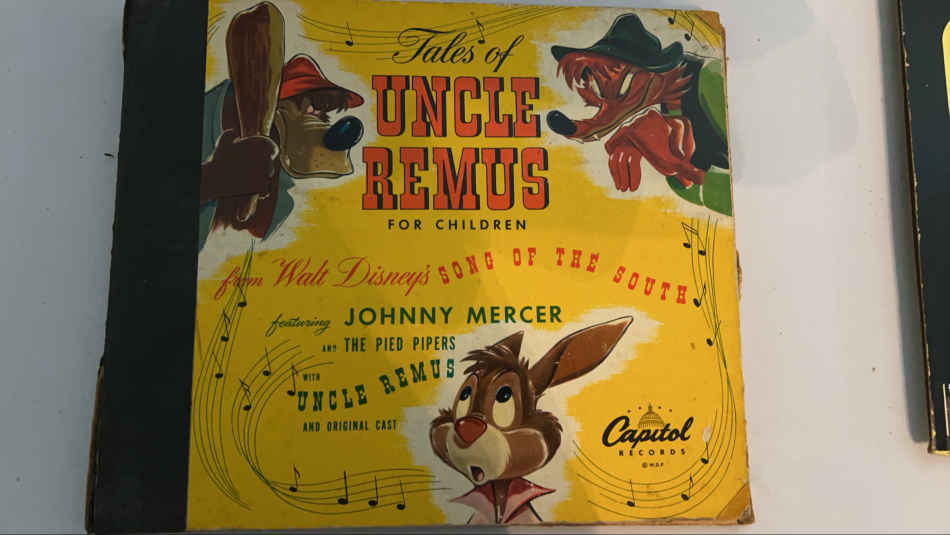 Tales of
UNCLE
REMUS
FOR CHILDREN
from Walt Disney's SONG OF THE SOUTH
featuring JOHNNY MERCER
AND THE PIED PIPERS
WITH
UNCLE REMUS
AND ORIGINAL CAST
Capitol
RECORDS
© W.D.P.